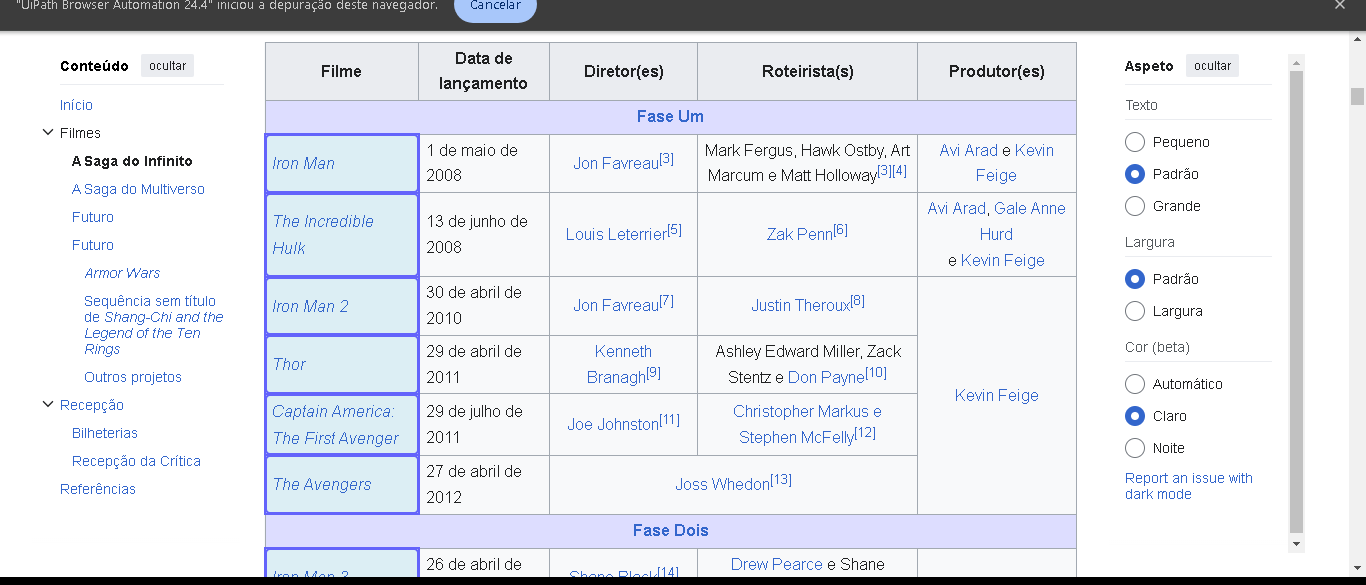 "UiPath Browser Automation 24.4" iniciou a depuração deste navegador.
Cancelar
Conteúdo
ocultar
Início
Filmes
A Saga do Infinito
A Saga do Multiverso
Futuro
Futuro
Armor Wars
Sequência sem título
de Shang-Chi and the
Legend of the Ten
Rings
Outros projetos
Recepção
Bilheterias
Recepção da Crítica
Referências
Filme
Data de
lançamento
Diretor(es)
Roteirista(s)
Produtor(es)
Fase Um
Iron Man
1 de maio de
2008
Jon Favreau[3]
Mark Fergus, Hawk Ostby, Art
Marcum e Matt Holloway[3][4]
Avi Arad e Kevin
Feige
The Incredible
Hulk
13 de junho de
2008
Louis Leterrier[5]
Zak Penn[6]
Avi Arad, Gale Anne
Hurd
e Kevin Feige
Iron Man 2
30 de abril de
2010
Jon Favreau[7]
Justin Theroux[8]
Kevin Feige
Thor
29 de abril de
2011
Kenneth
Branagh[9]
Ashley Edward Miller, Zack
Stentz e Don Payne[10]
Captain America:
The First Avenger
29 de julho de
2011
Joe Johnston[11]
Christopher Markus e
Stephen McFelly[12]
The Avengers
27 de abril de
2012
Joss Whedon[13]
Fase Dois
Iron Man 3
26 de abril de
Shane Black[14]
Drew Pearce e Shane
Aspeto
ocultar
Texto
Pequeno
Padrão
Grande
Largura
Padrão
Largura
Cor (beta)
Automático
Claro
Noite
Report an issue with
dark mode